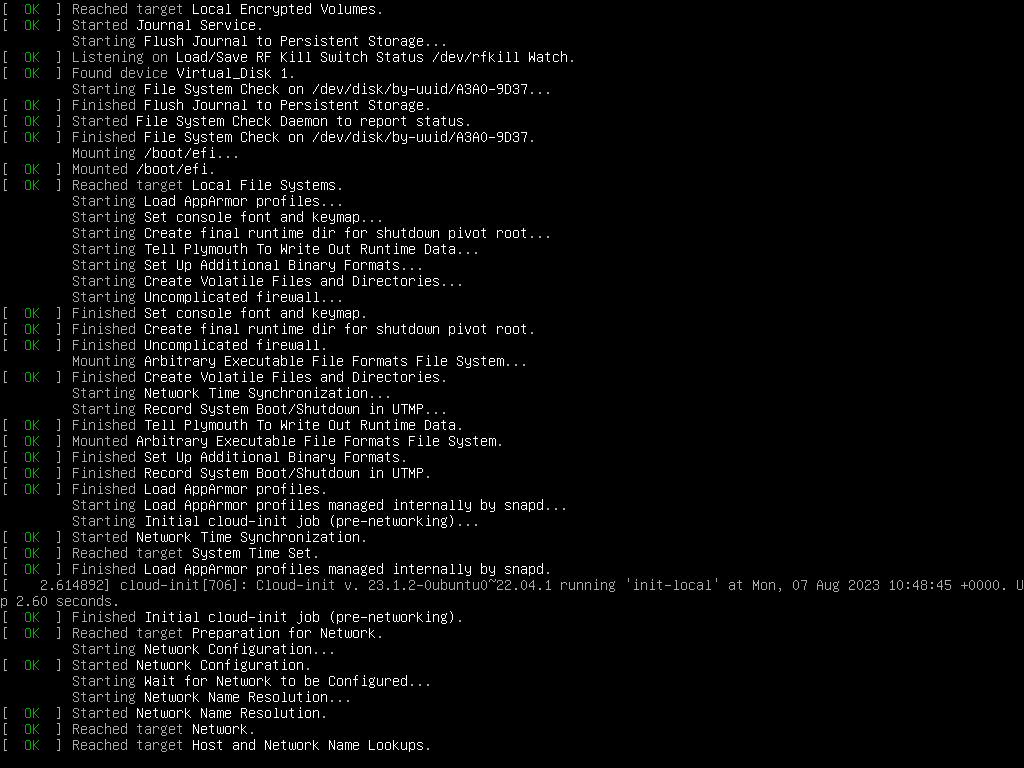 [  OK  ] Reached target Local Encrypted Volumes.
[  OK  ] Started Journal Service.
         Starting Flush Journal to Persistent Storage...
[  OK  ] Listening on Load/Save RF Kill Switch Status /dev/rfkill Watch.
[  OK  ] Found device Virtual_Disk 1.
         Starting File System Check on /dev/disk/by-uuid/A3A0-9D37...
[  OK  ] Finished Flush Journal to Persistent Storage.
[  OK  ] Started File System Check Daemon to report status.
[  OK  ] Finished File System Check on /dev/disk/by-uuid/A3A0-9D37.
         Mounting /boot/efi...
[  OK  ] Mounted /boot/efi.
[  OK  ] Reached target Local File Systems.
         Starting Load AppArmor profiles...
         Starting Set console font and keymap...
         Starting Create final runtime dir for shutdown pivot root...
         Starting Tell Plymouth To Write Out Runtime Data...
         Starting Set Up Additional Binary Formats...
         Starting Create Volatile Files and Directories...
         Starting Uncomplicated firewall...
[  OK  ] Finished Set console font and keymap.
[  OK  ] Finished Create final runtime dir for shutdown pivot root.
[  OK  ] Finished Uncomplicated firewall.
         Mounting Arbitrary Executable File Formats File System...
[  OK  ] Finished Create Volatile Files and Directories.
         Starting Network Time Synchronization...
         Starting Record System Boot/Shutdown in UTMP...
[  OK  ] Finished Tell Plymouth To Write Out Runtime Data.
[  OK  ] Mounted Arbitrary Executable File Formats File System.
[  OK  ] Finished Set Up Additional Binary Formats.
[  OK  ] Finished Record System Boot/Shutdown in UTMP.
[  OK  ] Finished Load AppArmor profiles.
         Starting Load AppArmor profiles managed internally by snapd...
         Starting Initial cloud-init job (pre-networking)...
[  OK  ] Started Network Time Synchronization.
[  OK  ] Reached target System Time Set.
[  OK  ] Finished Load AppArmor profiles managed internally by snapd.
[    2.614892] cloud-init[706]: Cloud-init v. 23.1.2-0ubuntu0~22.04.1 running 'init-local' at Mon, 07 Aug 2023 10:48:45 +0000. U
p 2.60 seconds.
[  OK  ] Finished Initial cloud-init job (pre-networking).
[  OK  ] Reached target Preparation for Network.
         Starting Network Configuration...
[  OK  ] Started Network Configuration.
         Starting Wait for Network to be Configured...
         Starting Network Name Resolution...
[  OK  ] Started Network Name Resolution.
[  OK  ] Reached target Network.
[  OK  ] Reached target Host and Network Name Lookups.